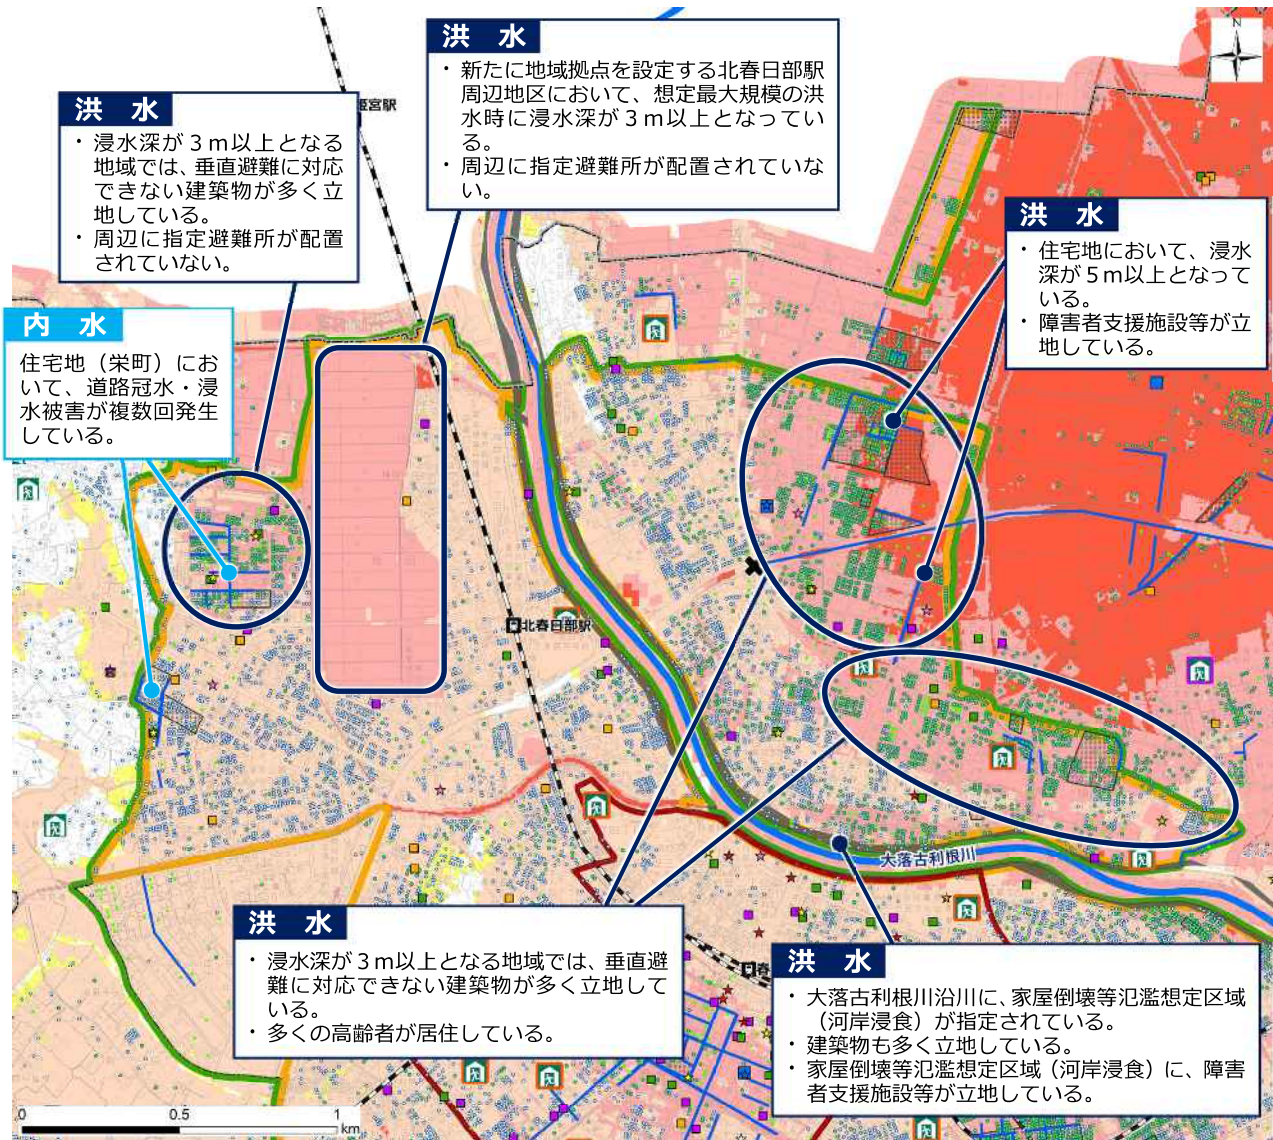 洪 水
・ 新たに地域拠点を設定する北春日部駅
周辺地区において、想定最大規模の洪
水時に浸水深が３ｍ以上となってい
る。
・ 周辺に指定避難所が配置されていな
い。
N
姫宮駅
洪 水
・ 浸水深が３ｍ以上となる
地域では、垂直避難に対応
できない建築物が多く立
地している。
・ 周辺に指定避難所が配置
されていない。
洪 水
・ 住宅地において、浸水
深が５ｍ以上となって
いる。
・ 障害者支援施設等が立
地している。
内 水
住宅地（栄町）にお
いて、道路冠水・浸
水被害が複数回発生
している。
北春日部駅
大落古利根川
洪 水
・ 浸水深が３ｍ以上となる地域では、垂直避
難に対応できない建築物が多く立地して
いる。
・ 多くの高齢者が居住している。
春
洪 水
・ 大落古利根川沿川に、家屋倒壊等氾濫想定区域
（河岸浸食）が指定されている。
・ 建築物も多く立地している。
・ 家屋倒壊等氾濫想定区域（河岸浸食）に、障害
者支援施設等が立地している。
0 0.5 1
km